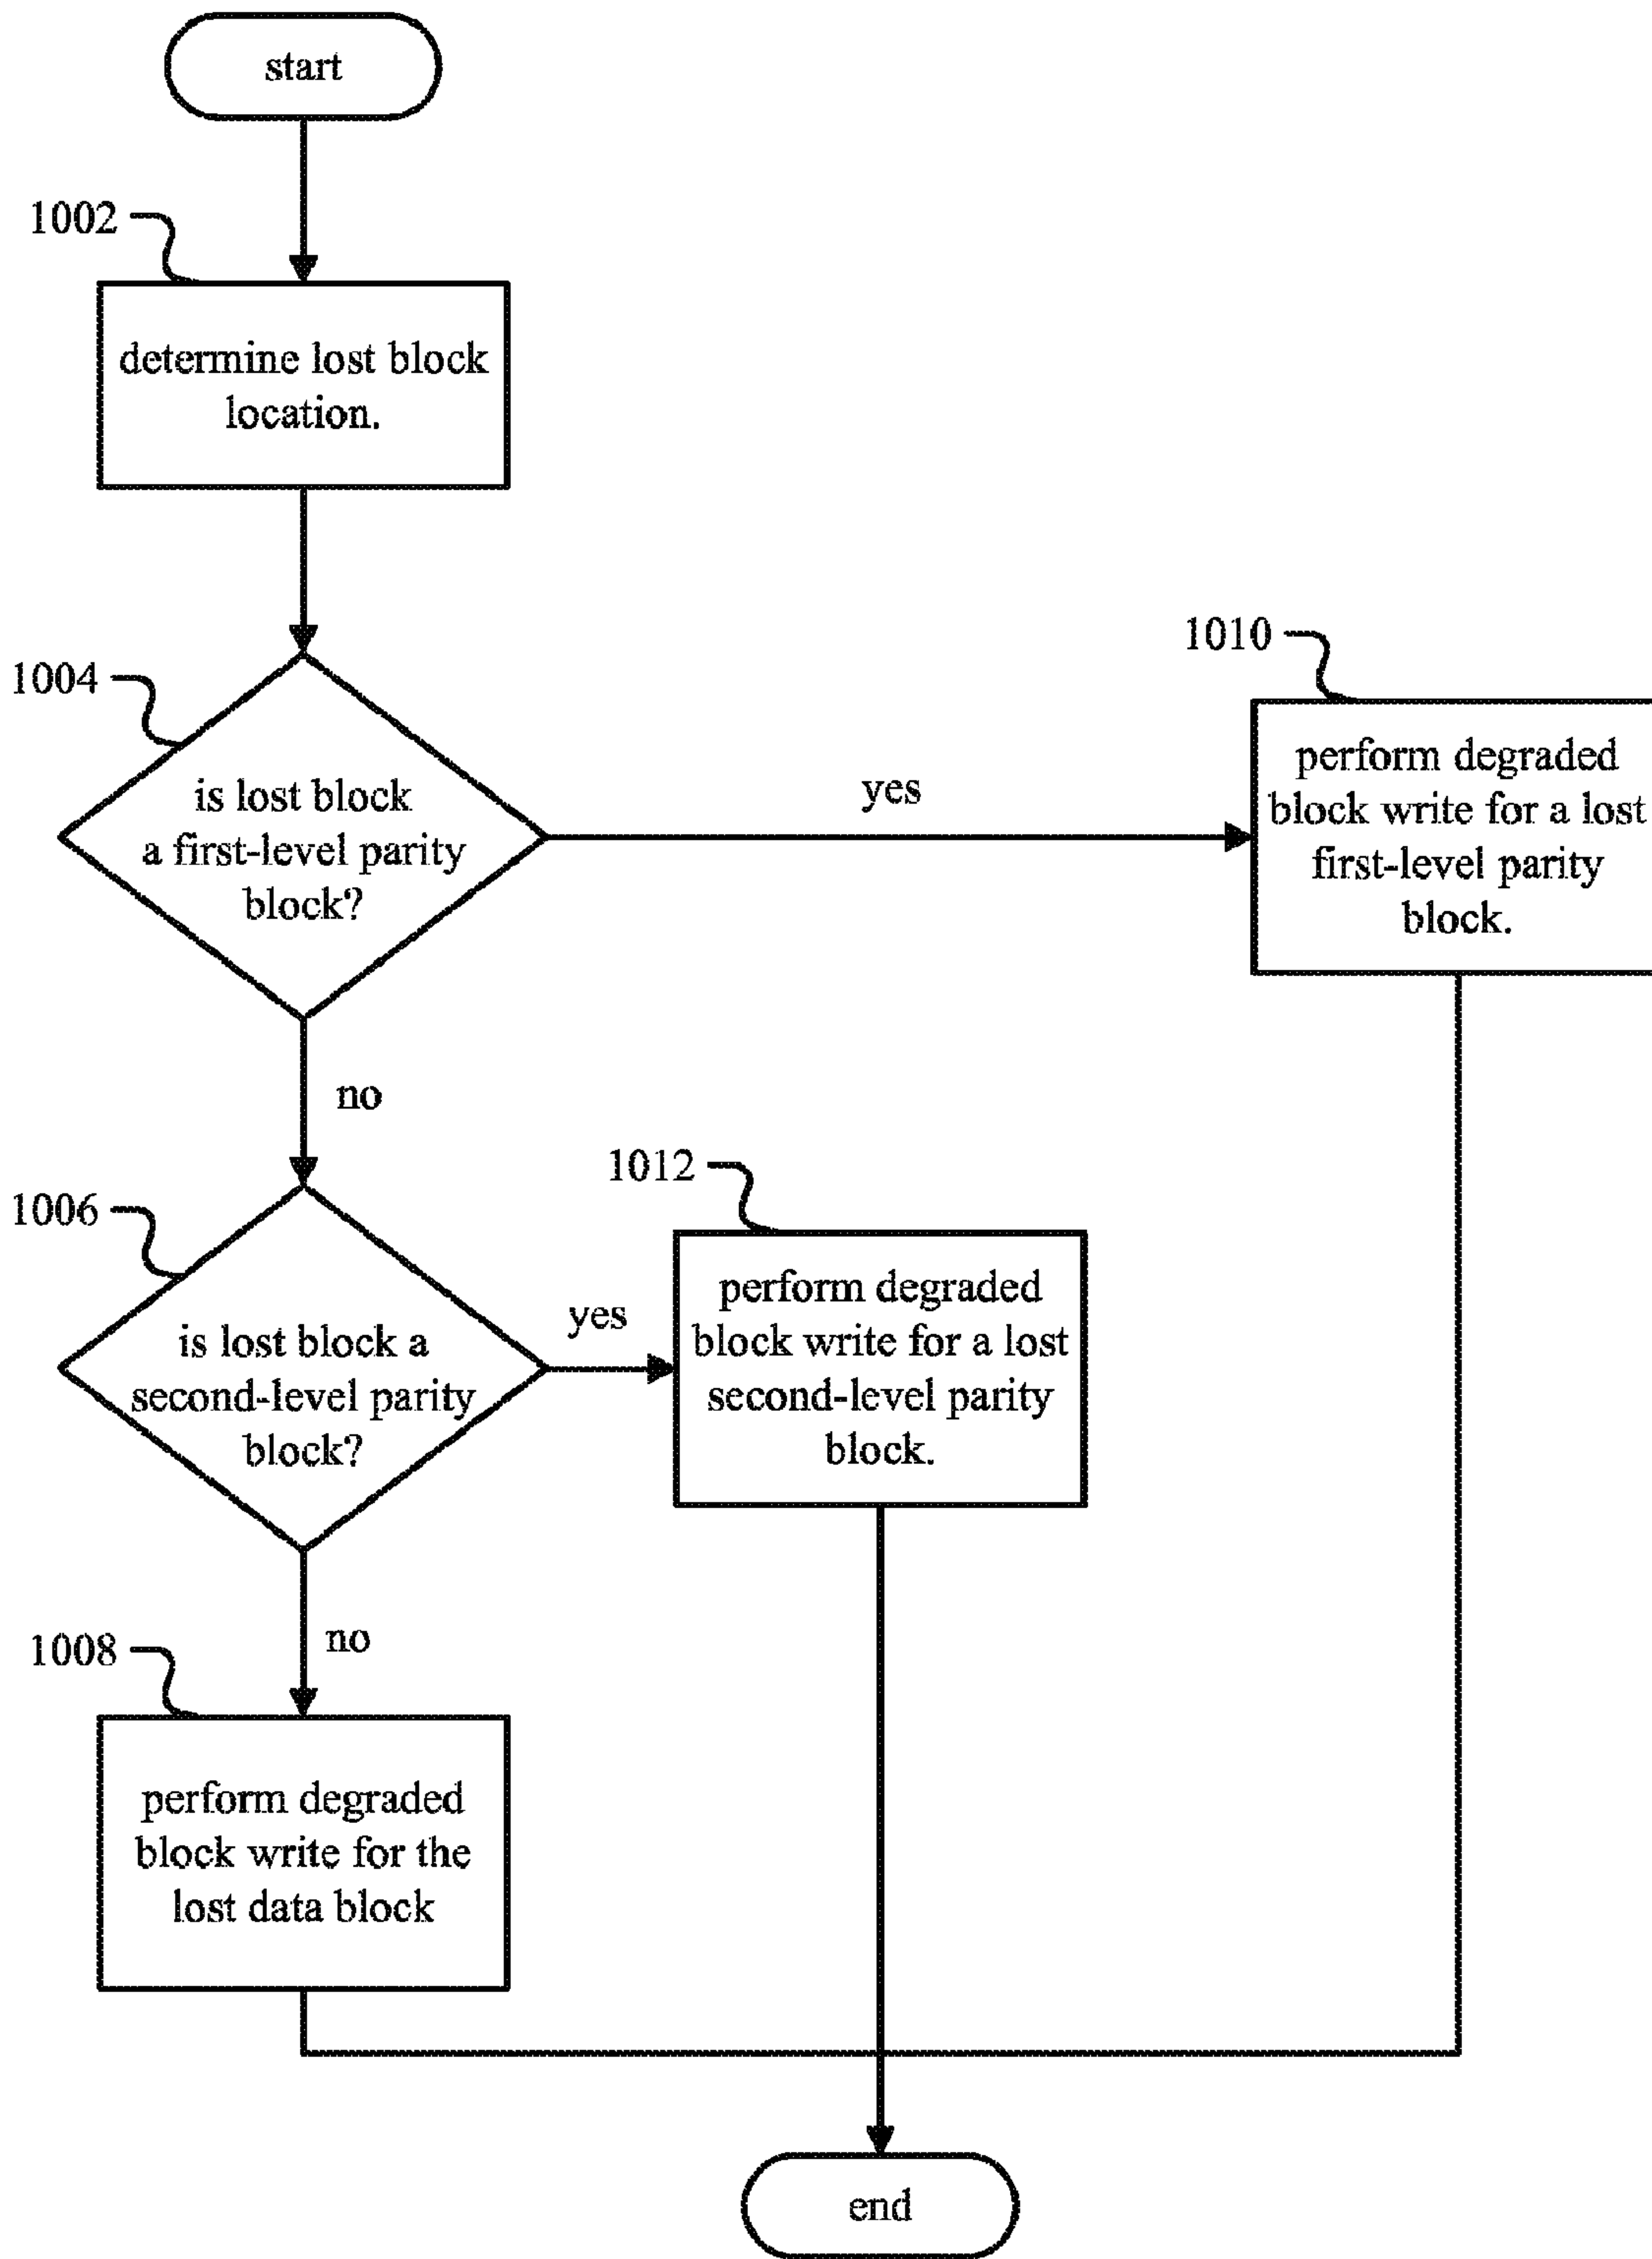 start
1002
determine lost block
location.
1004
is lost block
a first-level parity
block?
yes
1010
perform degraded
block write for a lost
first-level parity
block.
no
1006
is lost block a
second-level parity
block?
yes
1012
perform degraded
block write for a lost
second-level parity
block.
no
1008
perform degraded
block write for the
lost data block
end